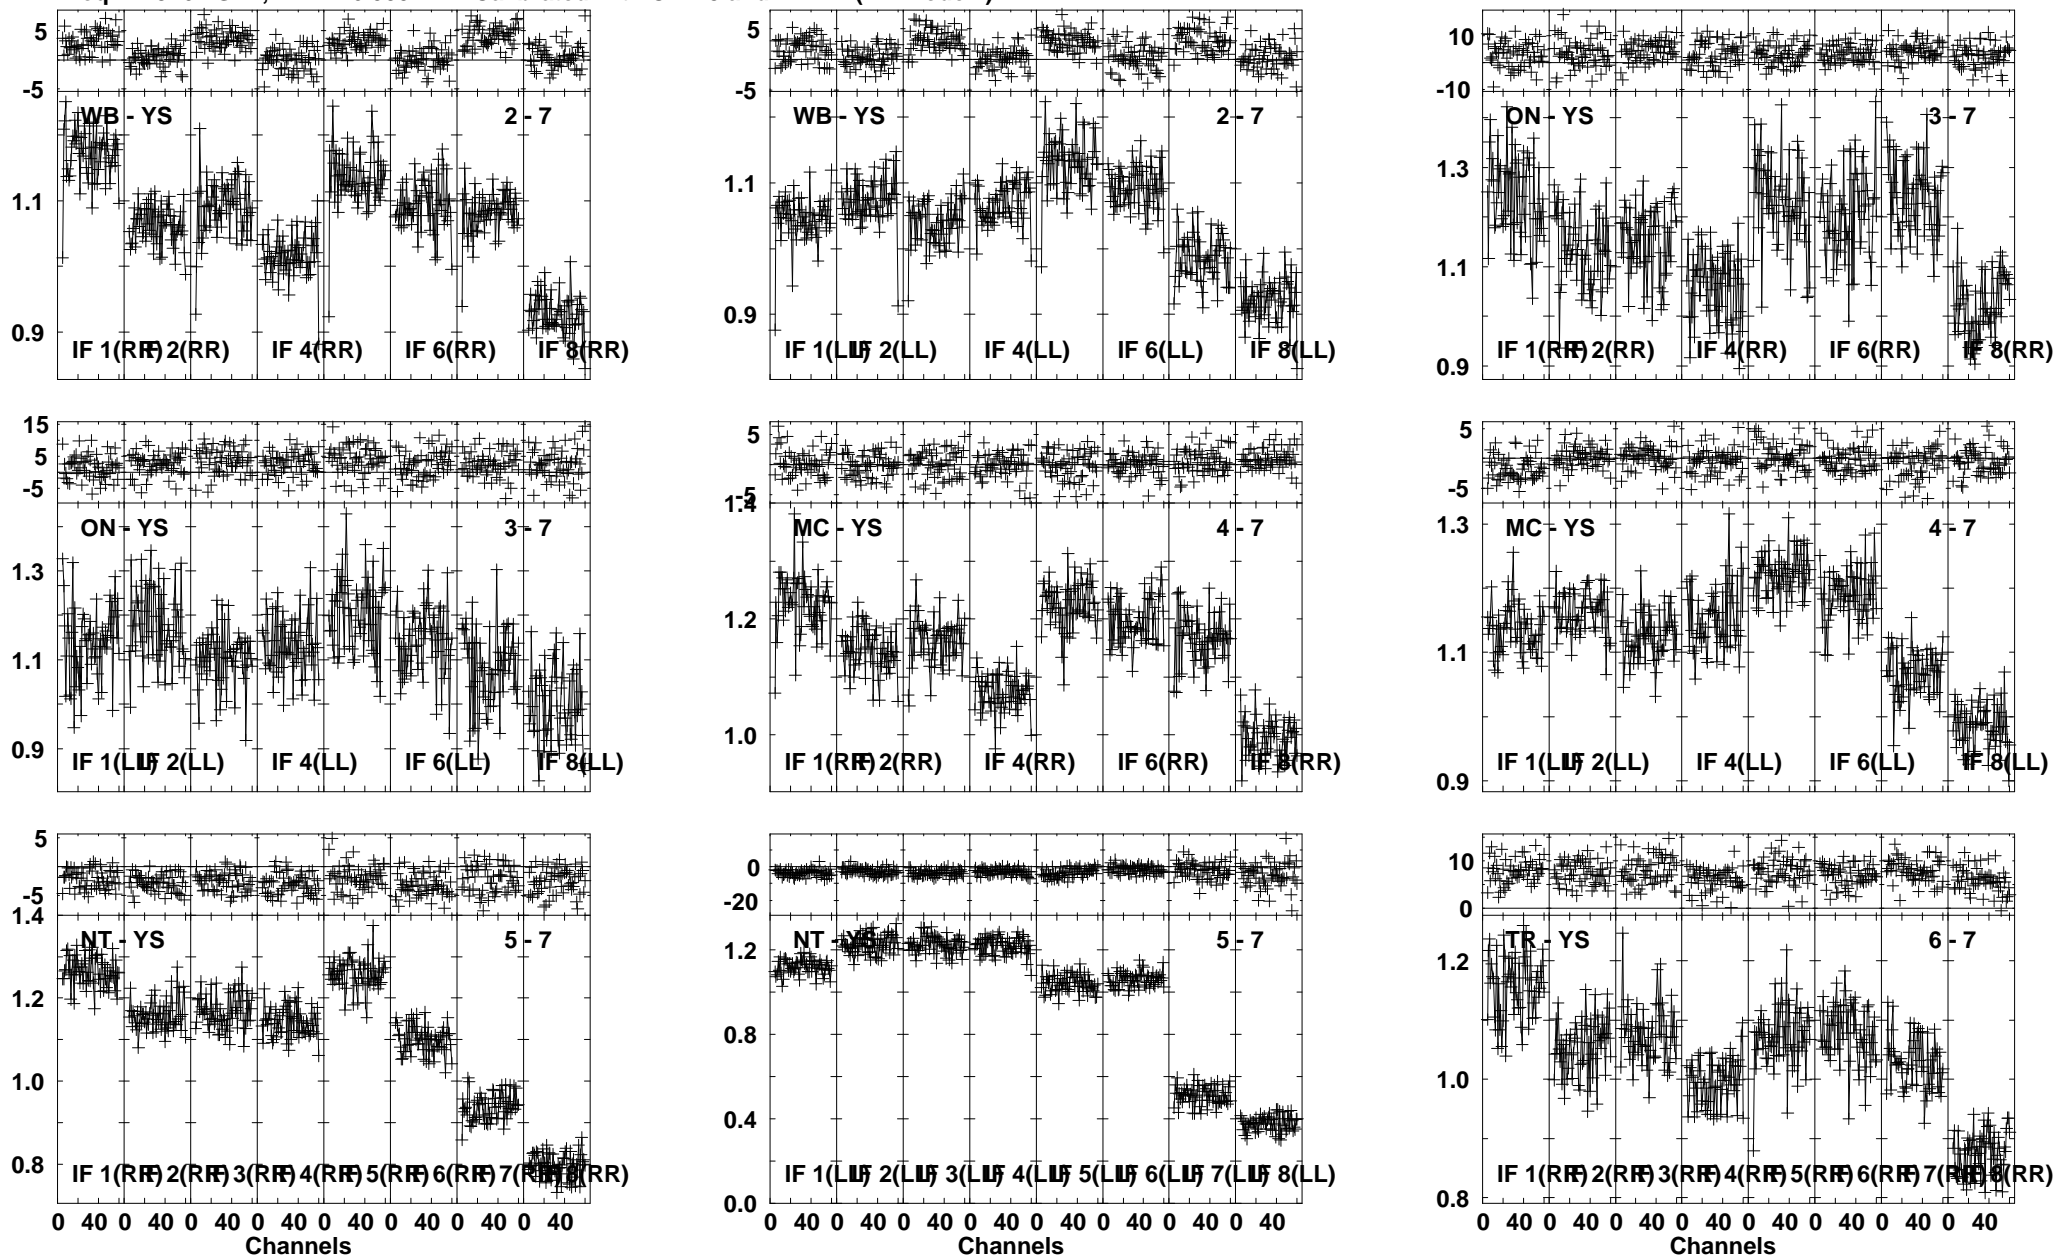 5 5 10
-5 -5 -10
WB - YS 2 - 7 WB - YS 2 - 7 ON - YS 3 - 7
1.1 1.1 1.3
1.1
0.9 0.9 0.9
IF 1(RR) IF 2(RR) IF 4(RR) IF 6(RR) IF 8(RR) IF 1(LL) IF 2(LL) IF 4(LL) IF 6(LL) IF 8(LL) IF 1(RR) IF 2(RR) IF 4(RR) IF 6(RR) IF 8(RR)
15 5 5
5
-5 -5 -5
1.4
ON - YS 3 - 7 MC - YS 4 - 7 MC - YS 4 - 7
1.3 1.2 1.3
1.1 1.0 1.1
0.9 0.9
IF 1(LL) IF 2(LL) IF 4(LL) IF 6(LL) IF 8(LL) IF 1(RR) IF 2(RR) IF 4(RR) IF 6(RR) IF 8(RR) IF 1(LL) IF 2(LL) IF 4(LL) IF 6(LL) IF 8(LL)
5 0 10
-5 -20 0
1.4
NT - YS 5 - 7 NT - YS 5 - 7 TR - YS 6 - 7
1.2 1.2 1.2
1.0 0.8 1.0
0.8 0.4 0.8
0.0
IF 1(RR) IF 2(RR) IF 3(RR) IF 4(RR) IF 5(RR) IF 6(RR) IF 7(RR) IF 8(RR) IF 1(LL) IF 2(LL) IF 3(LL) IF 4(LL) IF 5(LL) IF 6(LL) IF 7(LL) IF 8(LL) IF 1(RR) IF 2(RR) IF 3(RR) IF 4(RR) IF 5(RR) IF 6(RR) IF 7(RR) IF 8(RR)
0 40 0 40 0 40 0 40 0 40 0 40 0 40 0 40 0 40 0 40 0 40 0 40 0 40 0 40 0 40 0 40 0 40 0 40 0 40 0 40 0 40 0 40 0 40 0 40
Channels Channels Channels